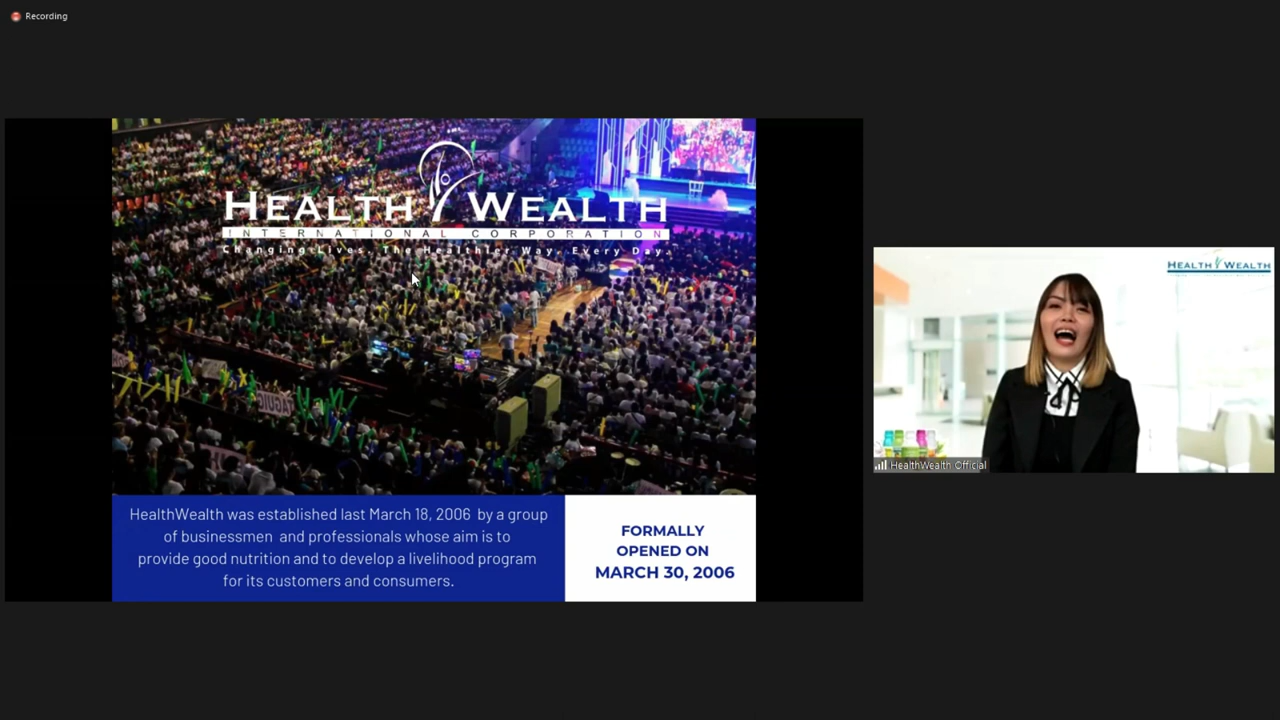 Recording
HEALTH WEALTH
INTERNATIONAL CORPORATION
Changing Lives. The Healthier Way. Every Day.
TAGUIG
HealthWealth was established last March 18, 2006 by a group
of businessmen and professionals whose aim is to
provide good nutrition and to develop a livelihood program
for its customers and consumers.
FORMALLY
OPENED ON
MARCH 30, 2006
HEALTH WEALTH
HealthWealth Official